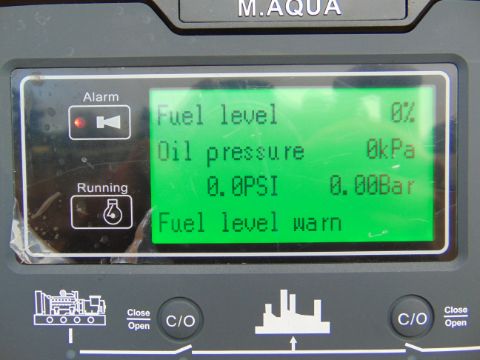 M.AQUA
Alarm
Fuel level 0%
Oil pressure 0kPa
0.0PSI 0.00Bar
Running
Fuel level warn
Close
Open
C/O
C/O
Close
Open